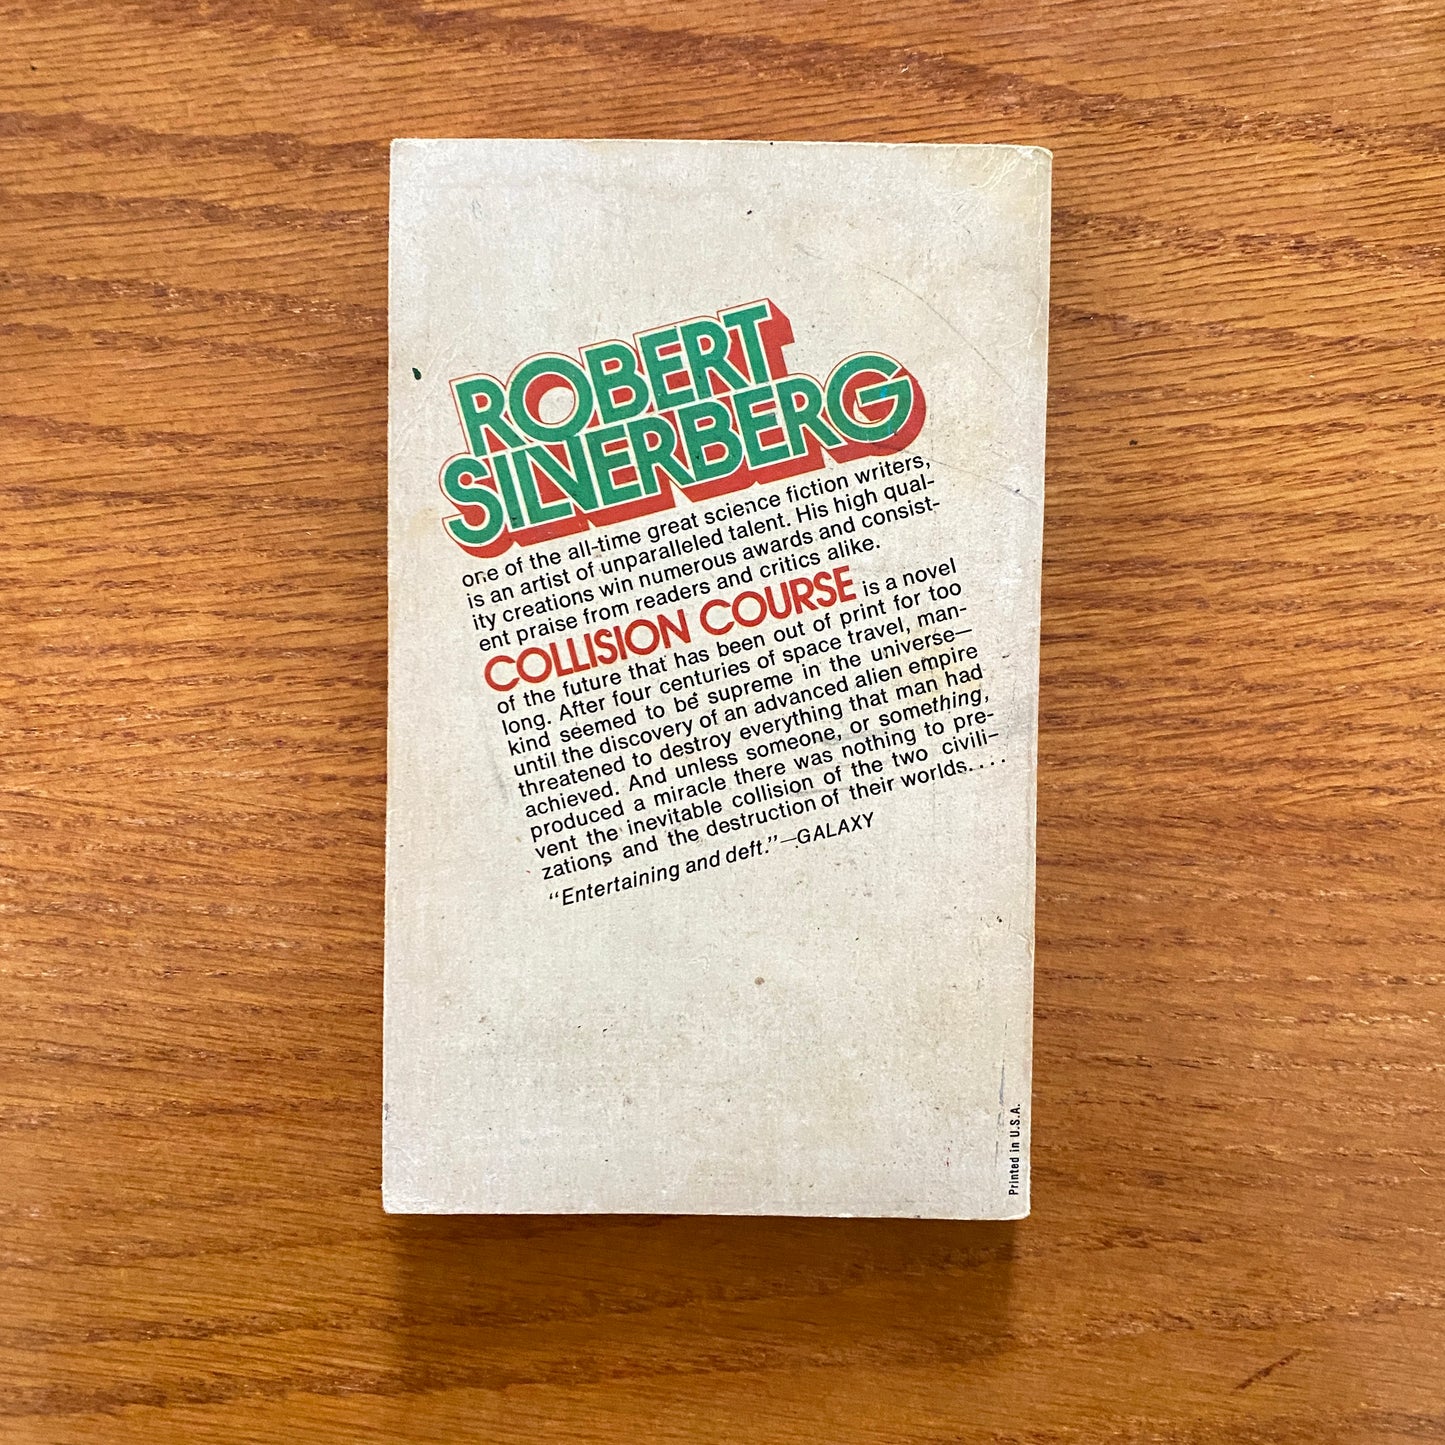 ROBERT
SILVERBERG
one of the all-time great science fiction writers,
is an artist of unparalleled talent. His high qual-
ity creations win numerous awards and consist-
ent praise from readers and critics alike.
COLLISION COURSE is a novel
of the future that has been out of print for too
long. After four centuries of space travel, man-
kind seemed to be supreme in the universe—
until the discovery of an advanced alien empire
threatened to destroy everything that man had
achieved. And unless someone, or something,
produced a miracle there was nothing to pre-
vent the inevitable collision of the two civili-
zations and the destruction of their worlds....
"Entertaining and deft."—GALAXY
Printed in U.S.A.